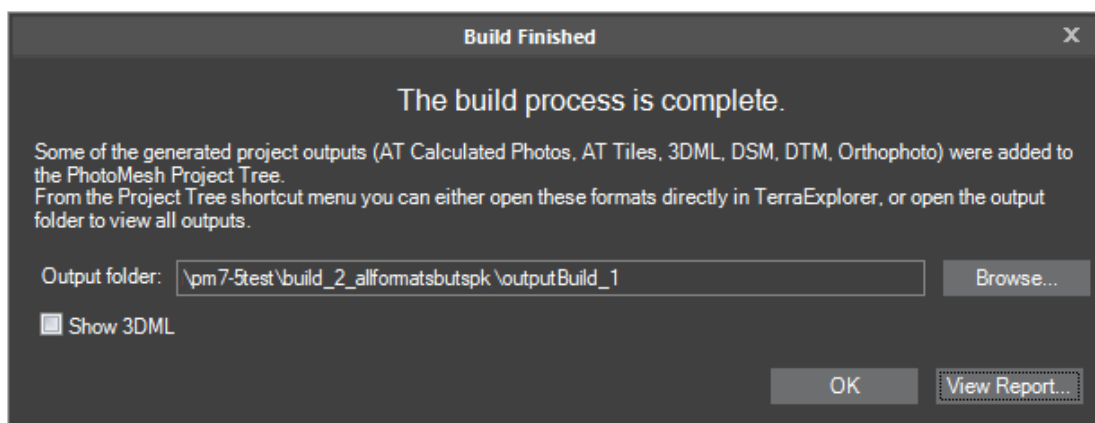 Build Finished
X
The build process is complete.
Some of the generated project outputs (AT Calculated Photos, AT Tiles, 3DML, DSM, DTM, Orthophoto) were added to
the PhotoMesh Project Tree.
From the Project Tree shortcut menu you can either open these formats directly in TerraExplorer, or open the output
folder to view all outputs.
Output folder: \pm7-5test\build_2_allformatsbutspk\outputBuild_1 Browse...
Show 3DML
OK View Report...